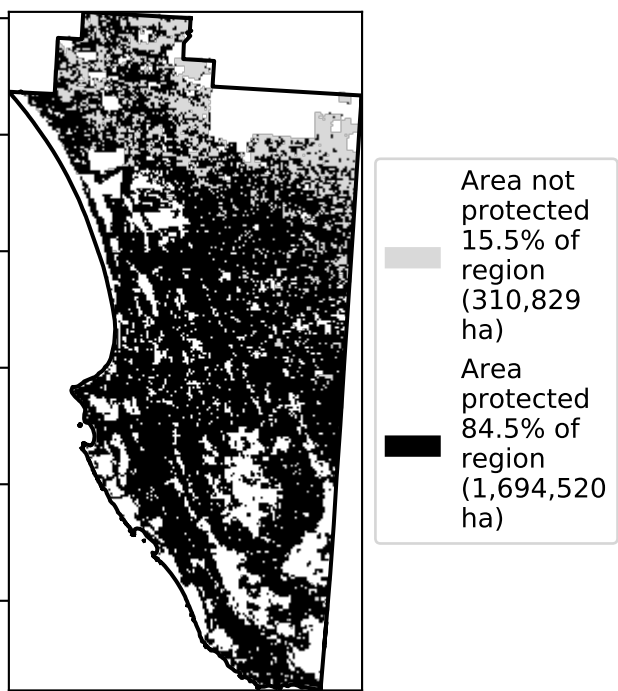 Area not
protected
15.5% of
region
(310,829
ha)
Area
protected
84.5% of
region
(1,694,520
ha)